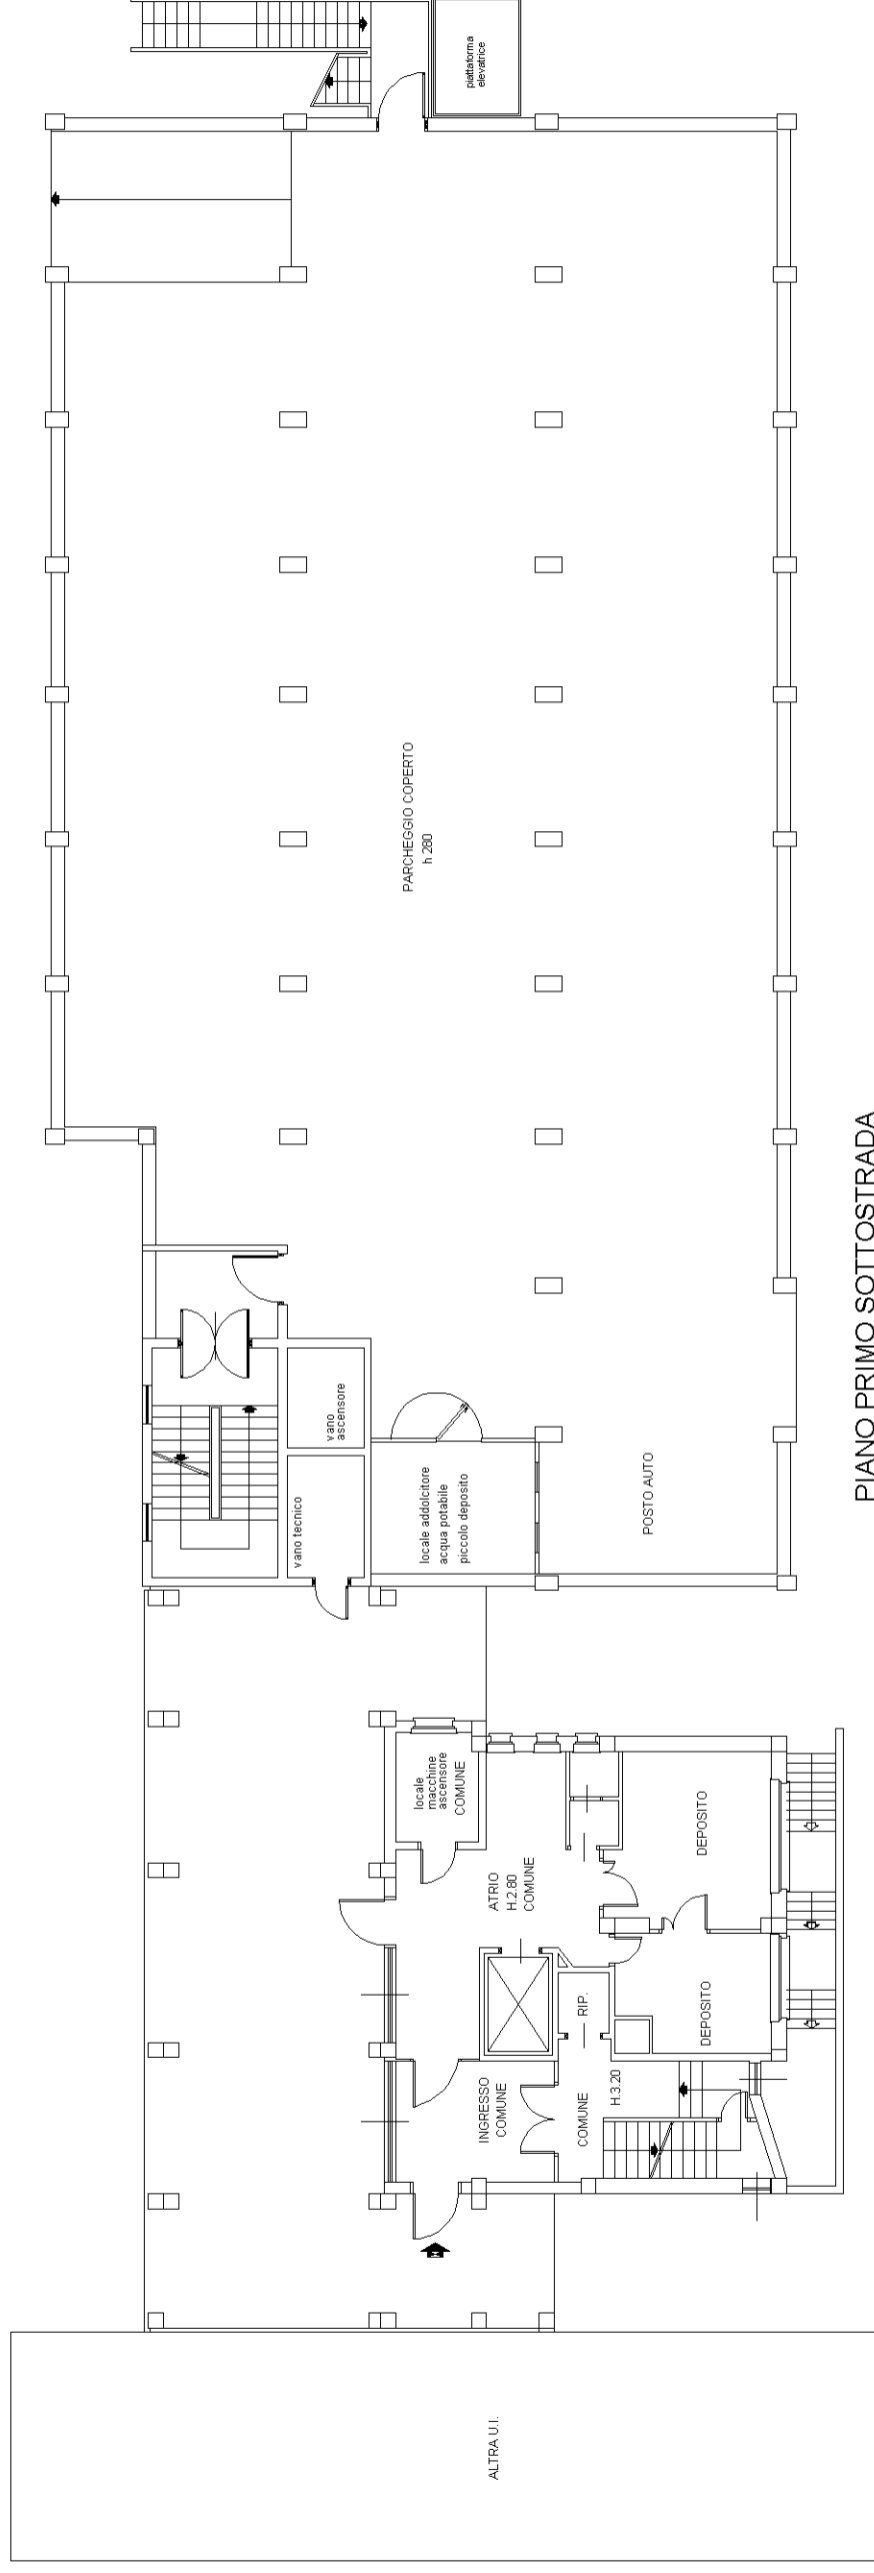 piattaforma
elevatrice
PARCHEGGIO COPERTO
h 280
vano
ascensore
vano tecnico
locale addolcitore
acqua potabile
piccolo deposito
POSTO AUTO
PIANO PRIMO SOTTOSTRADA
locale
macchine
ascensore
COMUNE
ATRIO
H.2.80
COMUNE
DEPOSITO
DEPOSITO
RIP.
INGRESSO
COMUNE
COMUNE
H.3.20
ALTRA U.I.